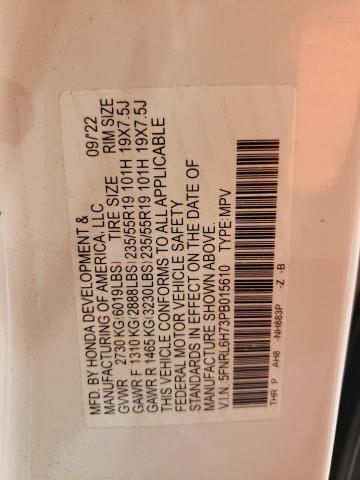 MFD. BY HONDA DEVELOPMENT &
MANUFACTURING OF AMERICA, LLC 09/'22
GVWR 2730 KG(6019LBS) TIRE SIZE RIM SIZE
GAWR F 1310 KG(2888LBS) 235/55R19 101H 19X7.5J
GAWR R 1465 KG(3230LBS) 235/55R19 101H 19X7.5J
THIS VEHICLE CONFORMS TO ALL APPLICABLE
FEDERAL MOTOR VEHICLE SAFETY
STANDARDS IN EFFECT ON THE DATE OF
MANUFACTURE SHOWN ABOVE.
V.I.N. 5FNRL6H73PB015610 TYPE:MPV
THR P AH8 -NH883P -Z -B